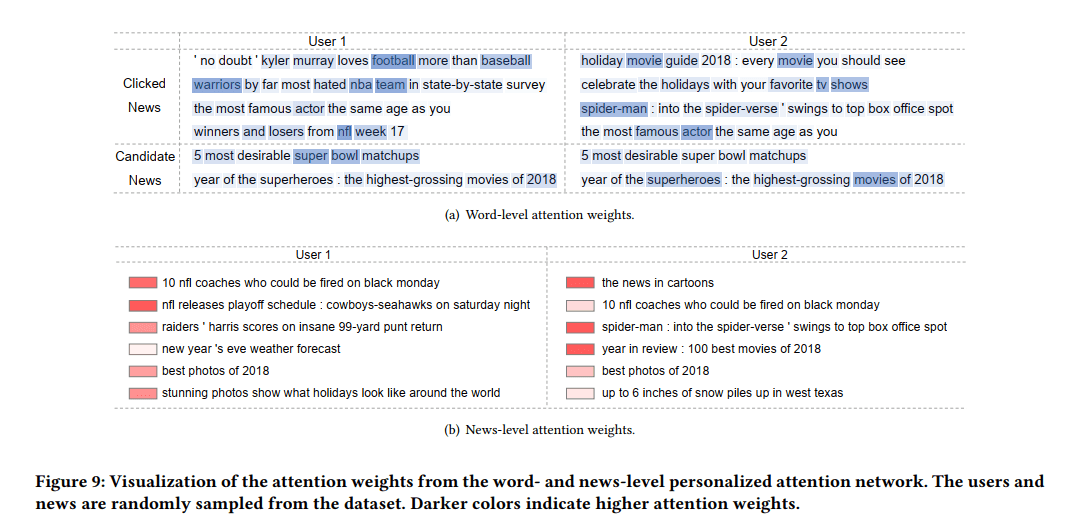 User 1 User 2
' no doubt ' kyler murray loves football more than baseball holiday movie guide 2018 : every movie you should see
Clicked warriors by far most hated nba team in state-by-state survey celebrate the holidays with your favorite tv shows
News the most famous actor the same age as you spider-man : into the spider-verse ' swings to top box office spot
winners and losers from nfl week 17 the most famous actor the same age as you
Candidate 5 most desirable super bowl matchups 5 most desirable super bowl matchups
News year of the superheroes : the highest-grossing movies of 2018 year of the superheroes : the highest-grossing movies of 2018
(a) Word-level attention weights.
User 1 User 2
10 nfl coaches who could be fired on black monday the news in cartoons
nfl releases playoff schedule : cowboys-seahawks on saturday night 10 nfl coaches who could be fired on black monday
raiders ' harris scores on insane 99-yard punt return spider-man : into the spider-verse ' swings to top box office spot
new year 's eve weather forecast year in review : 100 best movies of 2018
best photos of 2018 best photos of 2018
stunning photos show what holidays look like around the world up to 6 inches of snow piles up in west texas
(b) News-level attention weights.
Figure 9: Visualization of the attention weights from the word- and news-level personalized attention network. The users and
news are randomly sampled from the dataset. Darker colors indicate higher attention weights.